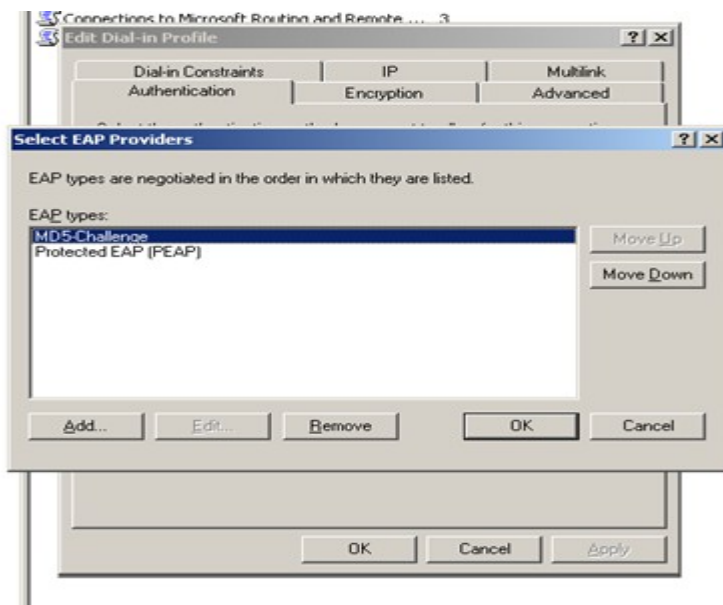 Connections to Microsoft Routing and Remote ... 3
Edit Dial-in Profile
Dial-in Constraints IP Multilink
Authentication Encryption Advanced
Select EAP Providers
EAP types are negotiated in the order in which they are listed.
EAP types:
MD5-Challenge
Protected EAP (PEAP)
Move Up
Move Down
Add... Edit... Remove OK Cancel
OK Cancel Apply